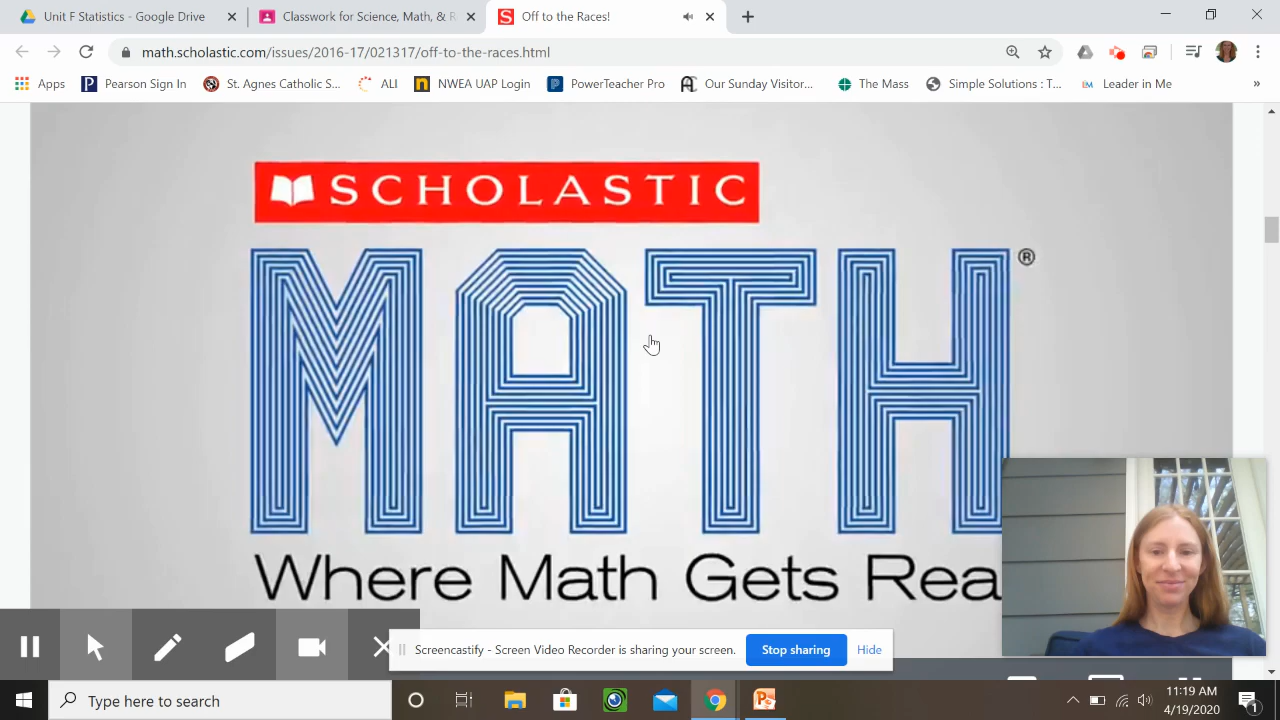 Unit F Statistics - Google Drive
Classwork for Science, Math, & R
Off to the Races!
math.scholastic.com/issues/2016-17/021317/off-to-the-races.html
Apps
Pearson Sign In
St. Agnes Catholic S...
ALI
NWEA UAP Login
PowerTeacher Pro
Our Sunday Visitor...
The Mass
Simple Solutions : T...
Leader in Me
»
SCHOLASTIC
MATH®
Where Math Gets Rea
Screencastify - Screen Video Recorder is sharing your screen.
Stop sharing
Hide
Type here to search
11:19 AM
4/19/2020
1